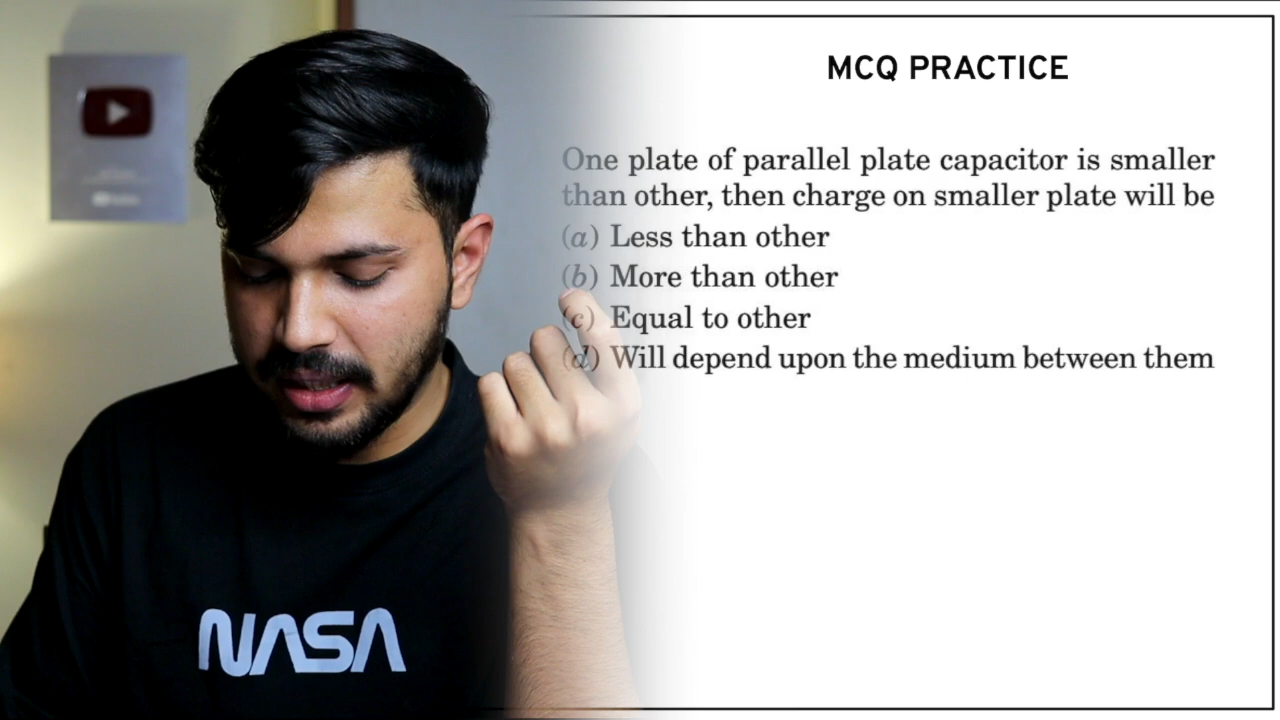 MCQ PRACTICE
One plate of parallel plate capacitor is smaller
than other, then charge on smaller plate will be
(a) Less than other
(b) More than other
(c) Equal to other
(d) Will depend upon the medium between them
NASA